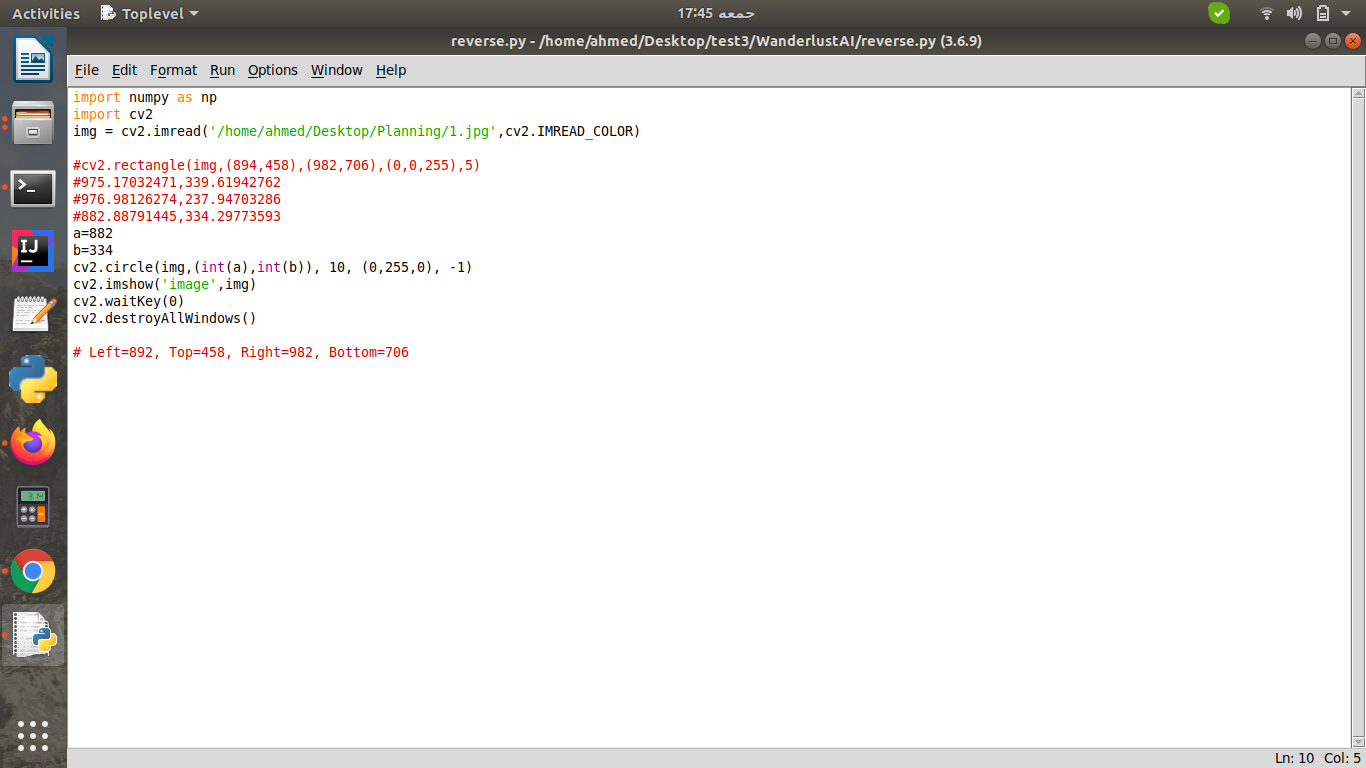 Activities
Toplevel
جمعه 17:45
reverse.py - /home/ahmed/Desktop/test3/WanderlustAI/reverse.py (3.6.9)
File Edit Format Run Options Window Help
import numpy as np
import cv2
img = cv2.imread('/home/ahmed/Desktop/Planning/1.jpg',cv2.IMREAD_COLOR)
#cv2.rectangle(img,(894,458),(982,706),(0,0,255),5)
#975.17032471,339.61942762
#976.98126274,237.94703286
#882.88791445,334.29773593
a=882
b=334
cv2.circle(img,(int(a),int(b)), 10, (0,255,0), -1)
cv2.imshow('image',img)
cv2.waitKey(0)
cv2.destroyAllWindows()
# Left=892, Top=458, Right=982, Bottom=706
IJ
Ln: 10 Col: 5